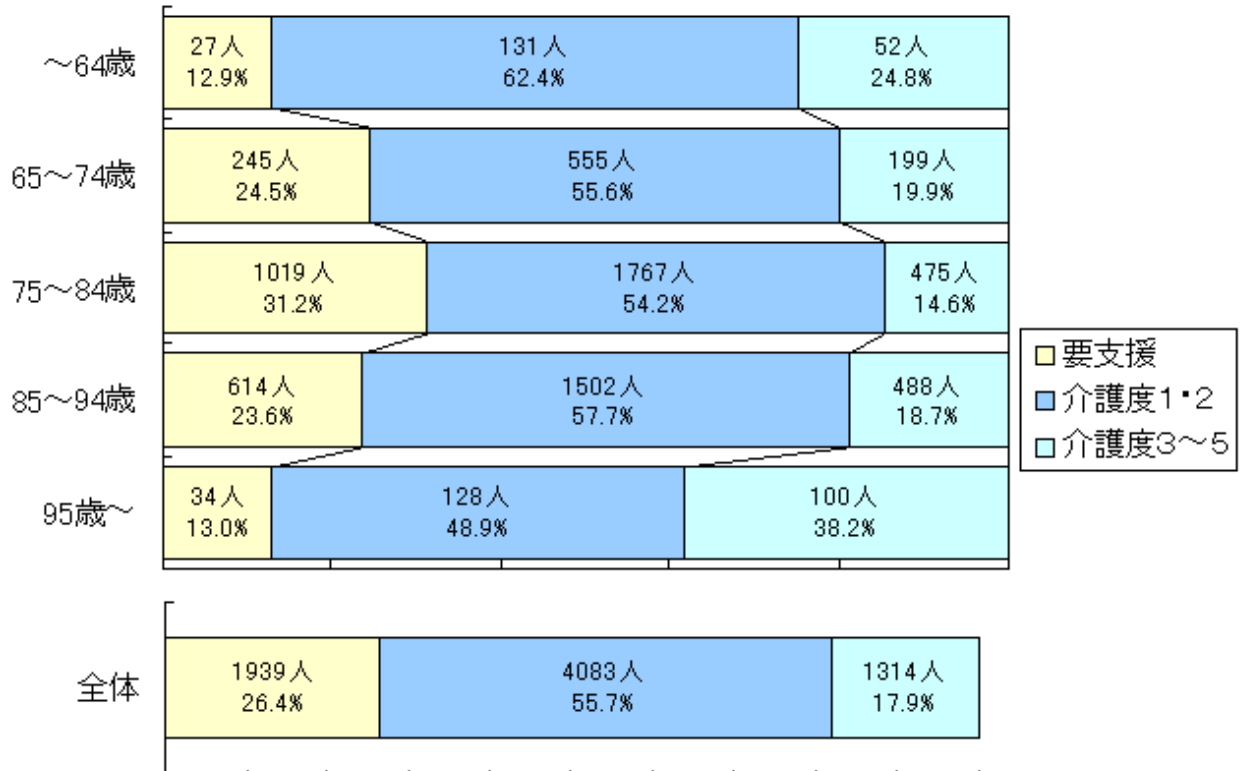 ～64歳
27人
12.9%
131人
62.4%
52人
24.8%
65～74歳
245人
24.5%
555人
55.6%
199人
19.9%
75～84歳
1019人
31.2%
1767人
54.2%
475人
14.6%
85～94歳
614人
23.6%
1502人
57.7%
488人
18.7%
95歳～
34人
13.0%
128人
48.9%
100人
38.2%
要支援
介護度1・2
介護度3～5
全体
1939人
26.4%
4083人
55.7%
1314人
17.9%